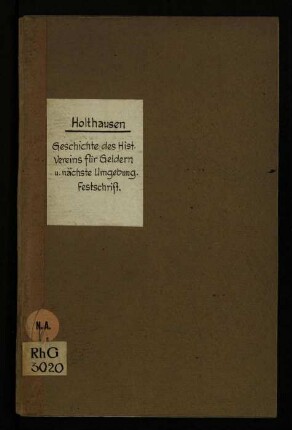 Holthausen
Geschichte des Hist.
Vereins für Geldern
u. nächste Umgebung.
Festschrift.
N.A.
RhG
3020